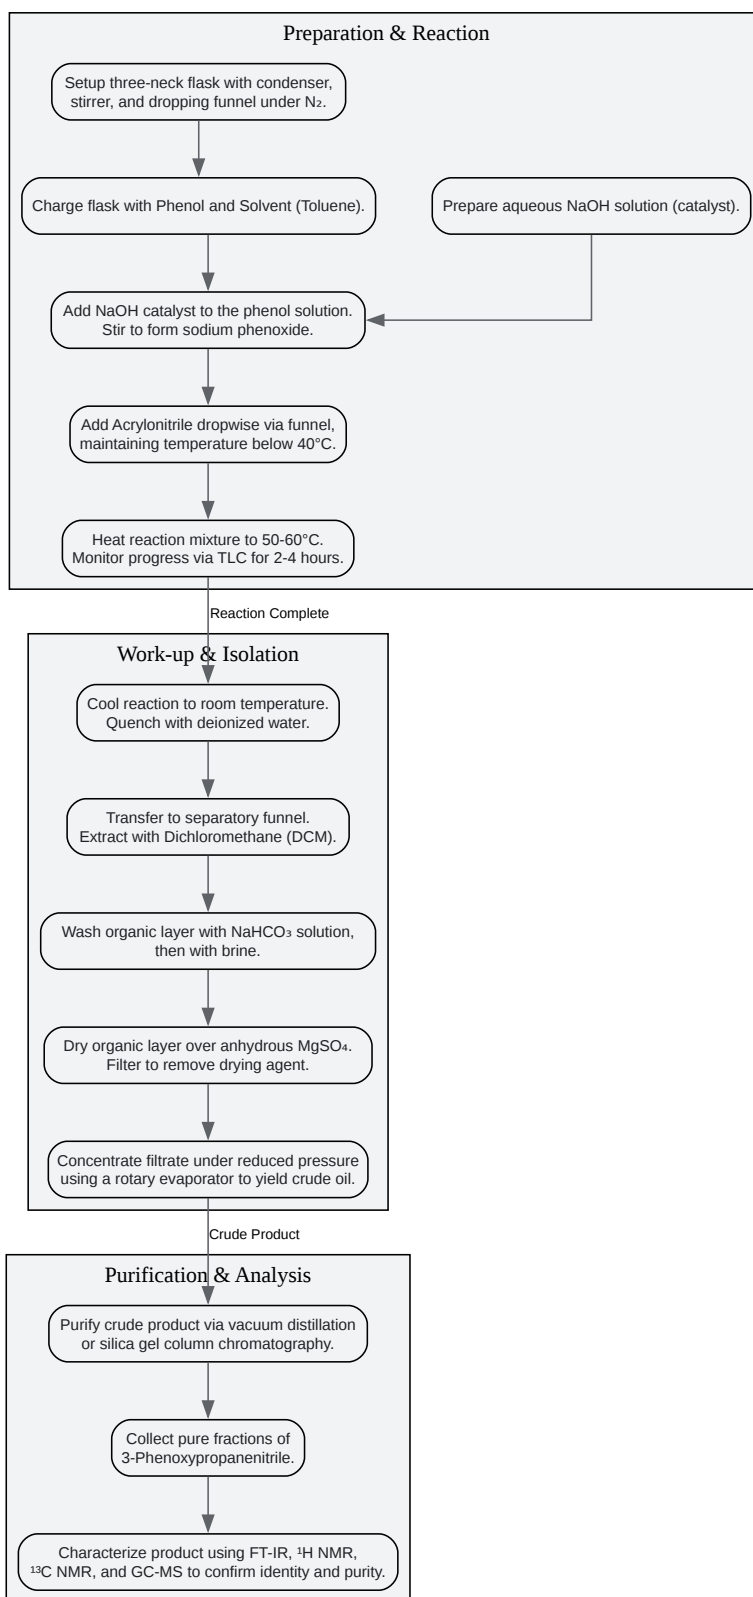 Preparation & Reaction
Setup three-neck flask with condenser,
stirrer, and dropping funnel under N₂.
Charge flask with Phenol and Solvent (Toluene).
Prepare aqueous NaOH solution (catalyst).
Add NaOH catalyst to the phenol solution.
Stir to form sodium phenoxide.
Add Acrylonitrile dropwise via funnel,
maintaining temperature below 40°C.
Heat reaction mixture to 50-60°C.
Monitor progress via TLC for 2-4 hours.
Reaction Complete
Work-up & Isolation
Cool reaction to room temperature.
Quench with deionized water.
Transfer to separatory funnel.
Extract with Dichloromethane (DCM).
Wash organic layer with NaHCO₃ solution,
then with brine.
Dry organic layer over anhydrous MgSO₄.
Filter to remove drying agent.
Concentrate filtrate under reduced pressure
using a rotary evaporator to yield crude oil.
Crude Product
Purification & Analysis
Purify crude product via vacuum distillation
or silica gel column chromatography.
Collect pure fractions of
3-Phenoxypropanenitrile.
Characterize product using FT-IR, ¹H NMR,
¹³C NMR, and GC-MS to confirm identity and purity.